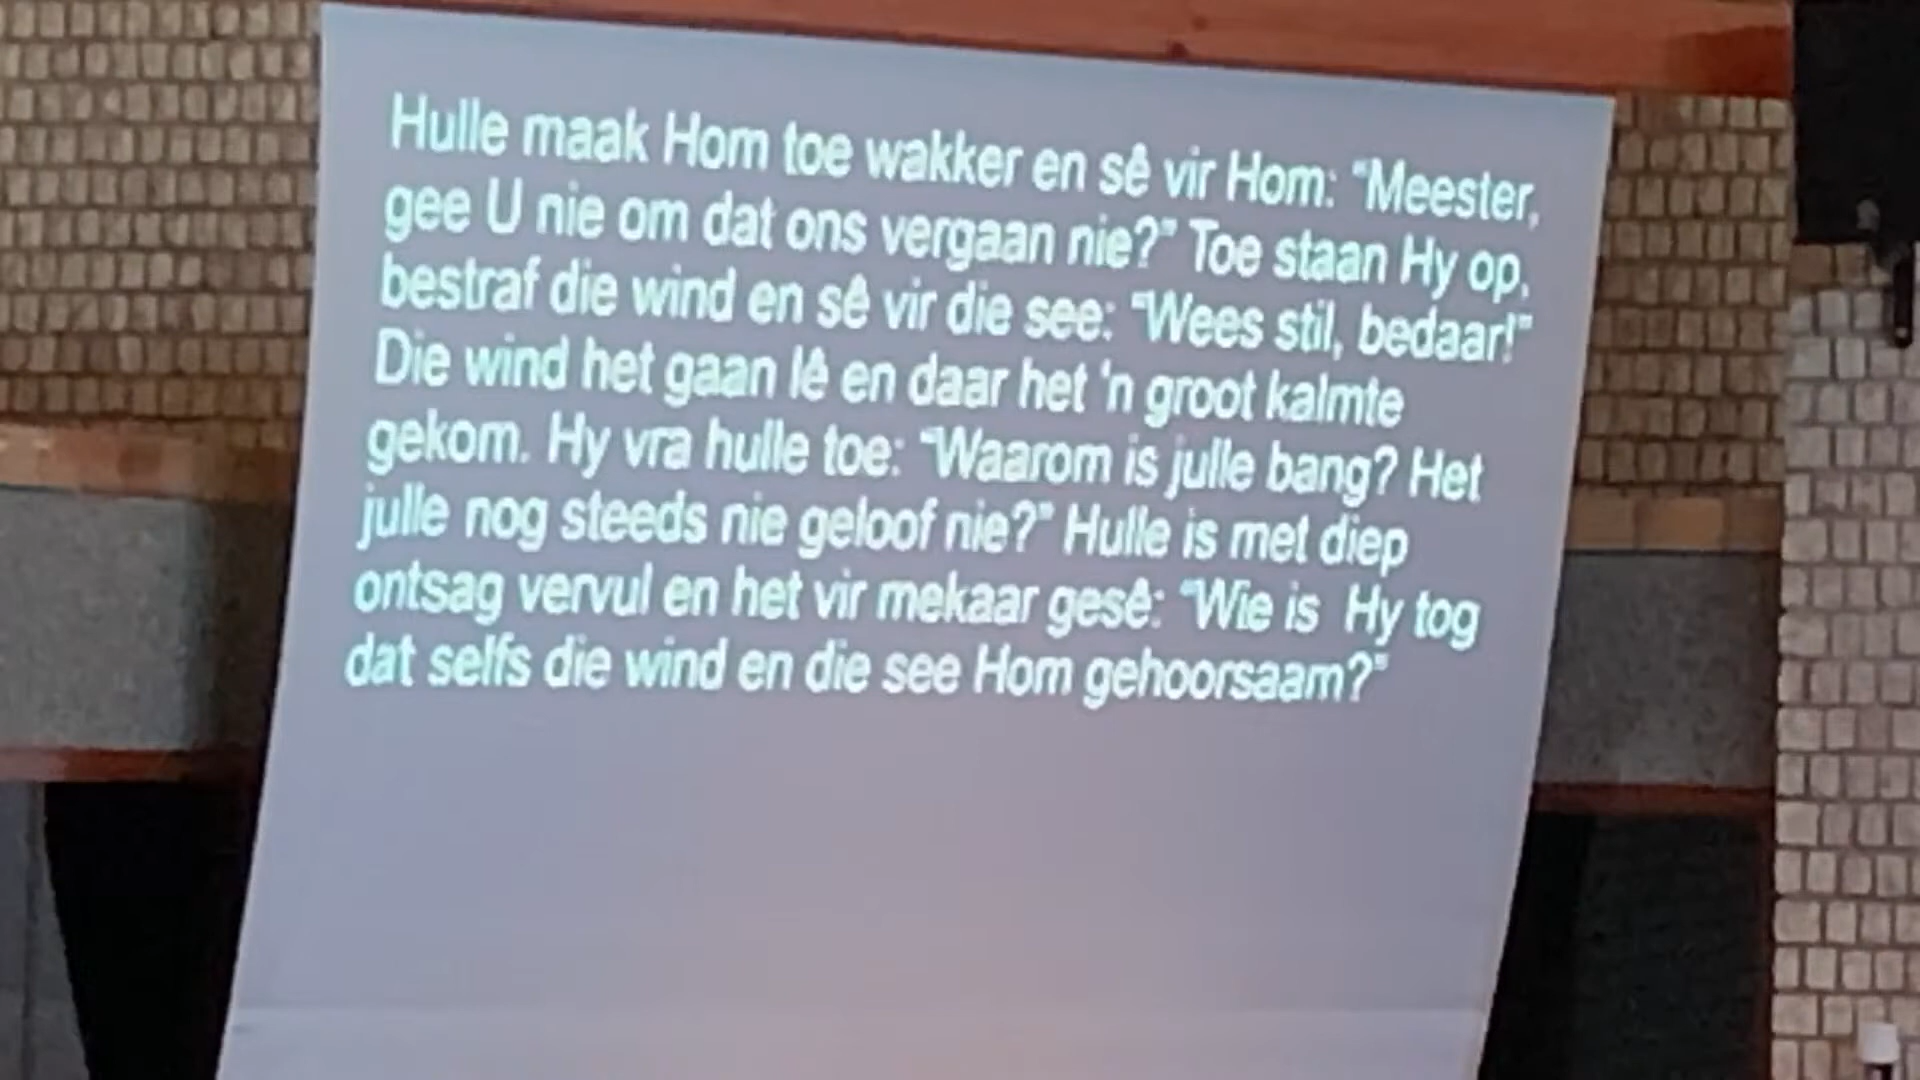 Hulle maak Hom toe wakker en sê vir Hom: “Meester,
gee U nie om dat ons vergaan nie?” Toe staan Hy op,
bestraf die wind en sê vir die see: “Wees stil, bedaar!”
Die wind het gaan lê en daar het 'n groot kalmte
gekom. Hy vra hulle toe: “Waarom is julle bang? Het
julle nog steeds nie geloof nie?” Hulle is met diep
ontsag vervul en het vir mekaar gesê: “Wie is  Hy tog
dat selfs die wind en die see Hom gehoorsaam?”